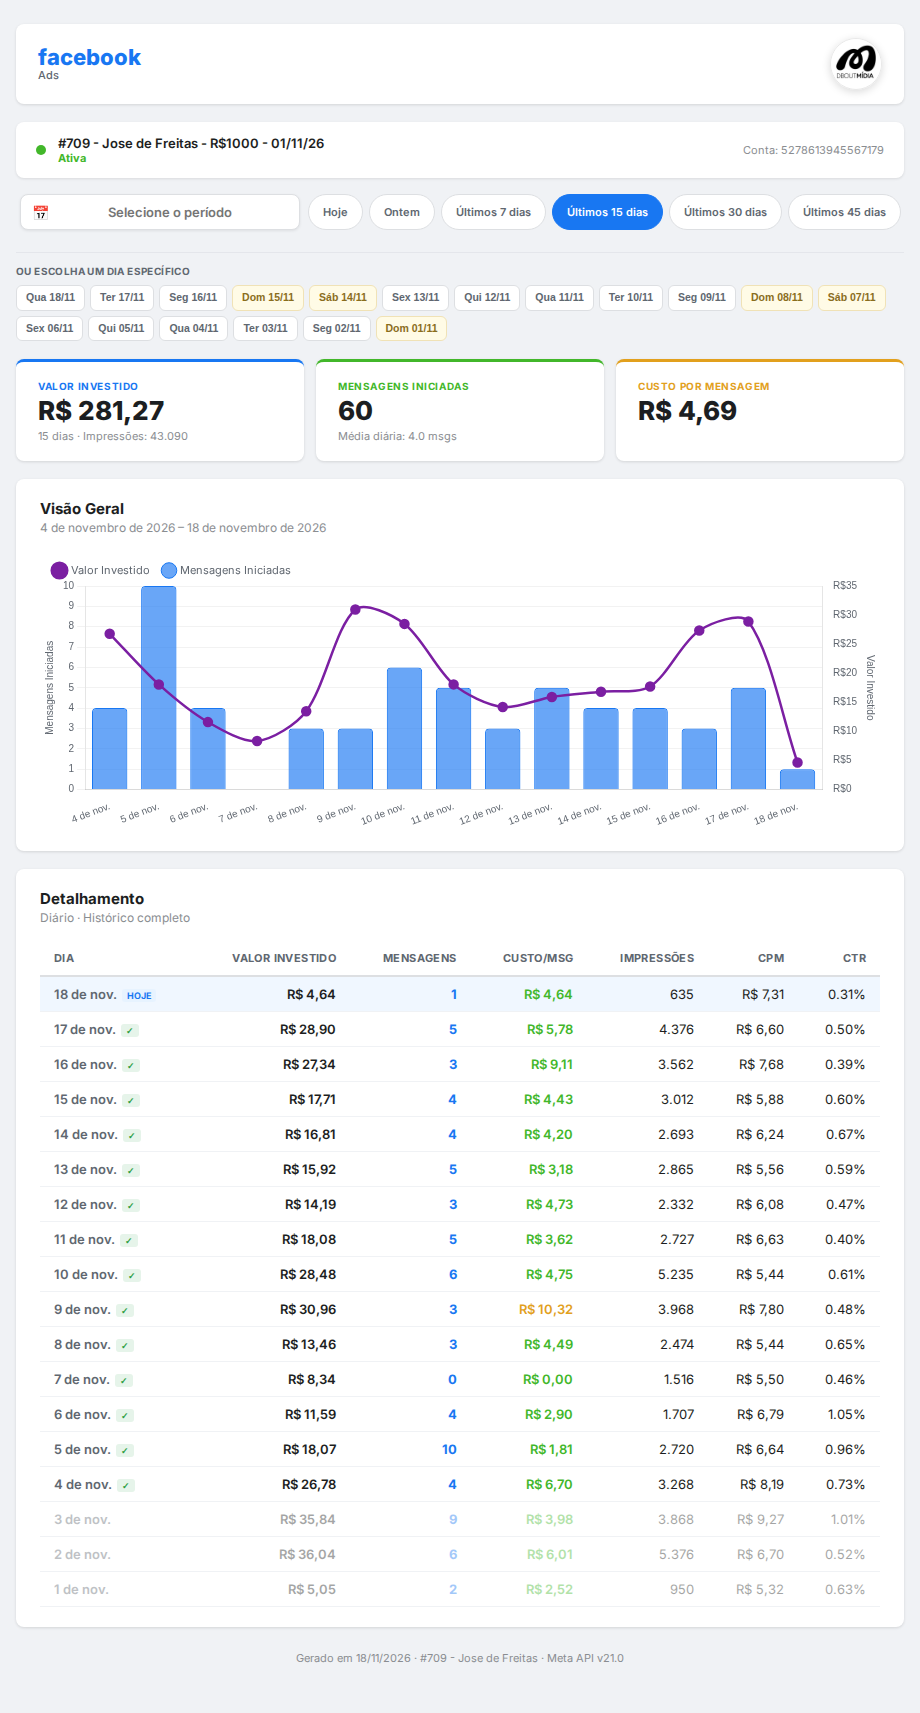 facebook
Ads
DBOUTMÍDIA
#709 - Jose de Freitas - R$1000 - 01/11/26
Ativa
Conta: 5278613945567179
📅 Selecione o período
Hoje
Ontem
Últimos 7 dias
Últimos 15 dias
Últimos 30 dias
Últimos 45 dias
OU ESCOLHA UM DIA ESPECÍFICO
Qua 18/11 Ter 17/11 Seg 16/11 Dom 15/11 Sáb 14/11 Sex 13/11 Qui 12/11 Qua 11/11 Ter 10/11 Seg 09/11 Dom 08/11 Sáb 07/11
Sex 06/11 Qui 05/11 Qua 04/11 Ter 03/11 Seg 02/11 Dom 01/11
VALOR INVESTIDO
R$ 281,27
15 dias · Impressões: 43.090
MENSAGENS INICIADAS
60
Média diária: 4.0 msgs
CUSTO POR MENSAGEM
R$ 4,69
Visão Geral
4 de novembro de 2026 – 18 de novembro de 2026
Valor Investido Mensagens Iniciadas
Mensagens Iniciadas
10
9
8
7
6
5
4
3
2
1
0
R$35
R$30
R$25
R$20
R$15
R$10
R$5
R$0
Valor Investido
4 de nov. 5 de nov. 6 de nov. 7 de nov. 8 de nov. 9 de nov. 10 de nov. 11 de nov. 12 de nov. 13 de nov. 14 de nov. 15 de nov. 16 de nov. 17 de nov. 18 de nov.
Detalhamento
Diário · Histórico completo
DIA VALOR INVESTIDO MENSAGENS CUSTO/MSG IMPRESSÕES CPM CTR
18 de nov. HOJE R$ 4,64 1 R$ 4,64 635 R$ 7,31 0.31%
17 de nov. ✓ R$ 28,90 5 R$ 5,78 4.376 R$ 6,60 0.50%
16 de nov. ✓ R$ 27,34 3 R$ 9,11 3.562 R$ 7,68 0.39%
15 de nov. ✓ R$ 17,71 4 R$ 4,43 3.012 R$ 5,88 0.60%
14 de nov. ✓ R$ 16,81 4 R$ 4,20 2.693 R$ 6,24 0.67%
13 de nov. ✓ R$ 15,92 5 R$ 3,18 2.865 R$ 5,56 0.59%
12 de nov. ✓ R$ 14,19 3 R$ 4,73 2.332 R$ 6,08 0.47%
11 de nov. ✓ R$ 18,08 5 R$ 3,62 2.727 R$ 6,63 0.40%
10 de nov. ✓ R$ 28,48 6 R$ 4,75 5.235 R$ 5,44 0.61%
9 de nov. ✓ R$ 30,96 3 R$ 10,32 3.968 R$ 7,80 0.48%
8 de nov. ✓ R$ 13,46 3 R$ 4,49 2.474 R$ 5,44 0.65%
7 de nov. ✓ R$ 8,34 0 R$ 0,00 1.516 R$ 5,50 0.46%
6 de nov. ✓ R$ 11,59 4 R$ 2,90 1.707 R$ 6,79 1.05%
5 de nov. ✓ R$ 18,07 10 R$ 1,81 2.720 R$ 6,64 0.96%
4 de nov. ✓ R$ 26,78 4 R$ 6,70 3.268 R$ 8,19 0.73%
3 de nov. R$ 35,84 9 R$ 3,98 3.868 R$ 9,27 1.01%
2 de nov. R$ 36,04 6 R$ 6,01 5.376 R$ 6,70 0.52%
1 de nov. R$ 5,05 2 R$ 2,52 950 R$ 5,32 0.63%
Gerado em 18/11/2026 · #709 - Jose de Freitas · Meta API v21.0